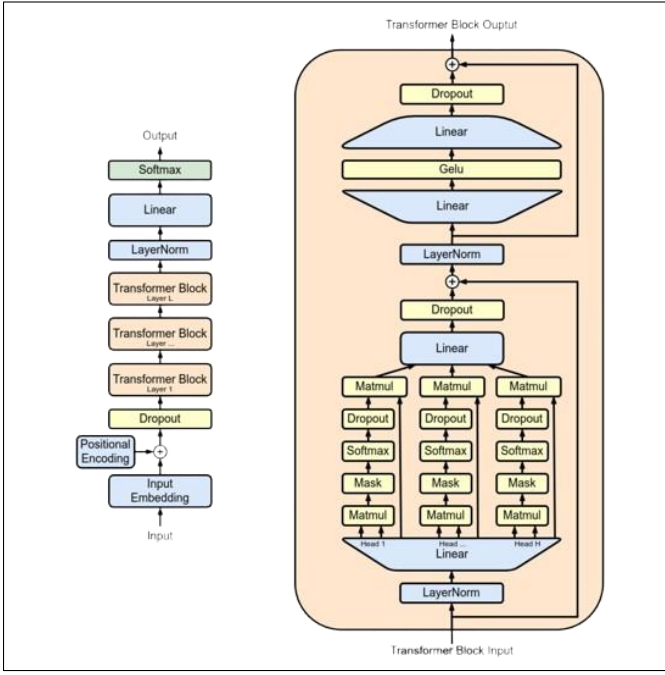 Output
Softmax
Linear
LayerNorm
Transformer Block
Layer L
Transformer Block
Layer ...
Transformer Block
Layer 1
Dropout
Positional
Encoding
+
Input
Embedding
Input
Transformer Block Ouptut
+
Dropout
Linear
Gelu
Linear
LayerNorm
+
Dropout
Linear
Matmul Matmul Matmul
Dropout Dropout Dropout
Softmax Softmax Softmax
Mask Mask Mask
Matmul Matmul Matmul
Head 1 Head ... Head H
Linear
LayerNorm
Transformer Block Input